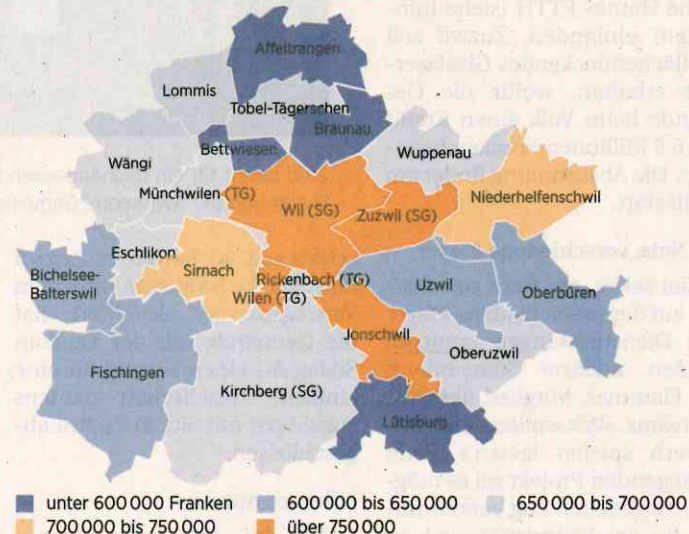 Affeltrangen
Lommis
Tobel-Tägerschen
Braunau
Bettwiesen
Wuppenau
Wängi
Münchwilen (TG)
Niederhelfenschwil
Wil (SG)
Zuzwil (SG)
Eschlikon
Bichelsee-
Balterswil
Sirnach
Rickenbach (TG)
Wilen (TG)
Uzwil
Oberbüren
Jonschwil
Oberuzwil
Fischingen
Kirchberg (SG)
Lütisburg
unter 600 000 Franken
600 000 bis 650 000
650 000 bis 700 000
700 000 bis 750 000
über 750 000